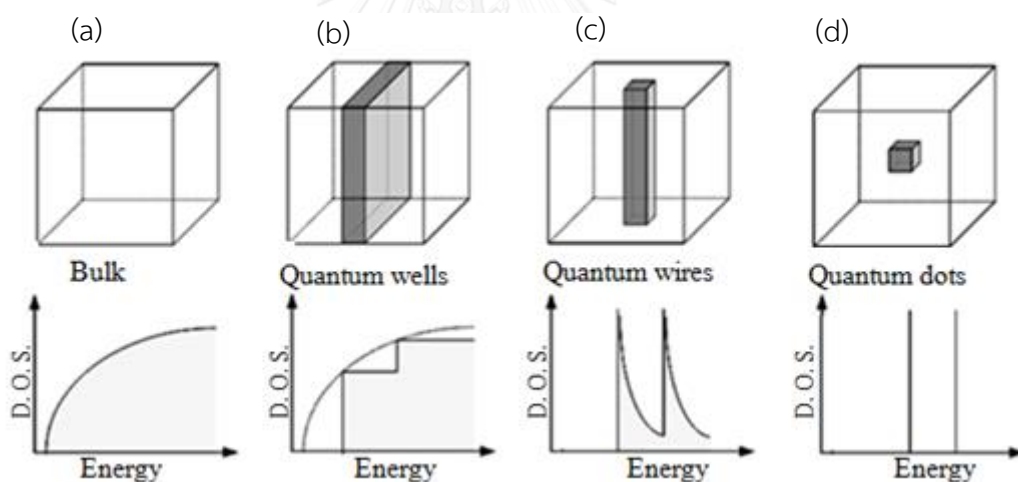 (a) (b) (c) (d)
Bulk Quantum wells Quantum wires Quantum dots
D. O. S. D. O. S. D. O. S. D. O. S.
Energy Energy Energy Energy